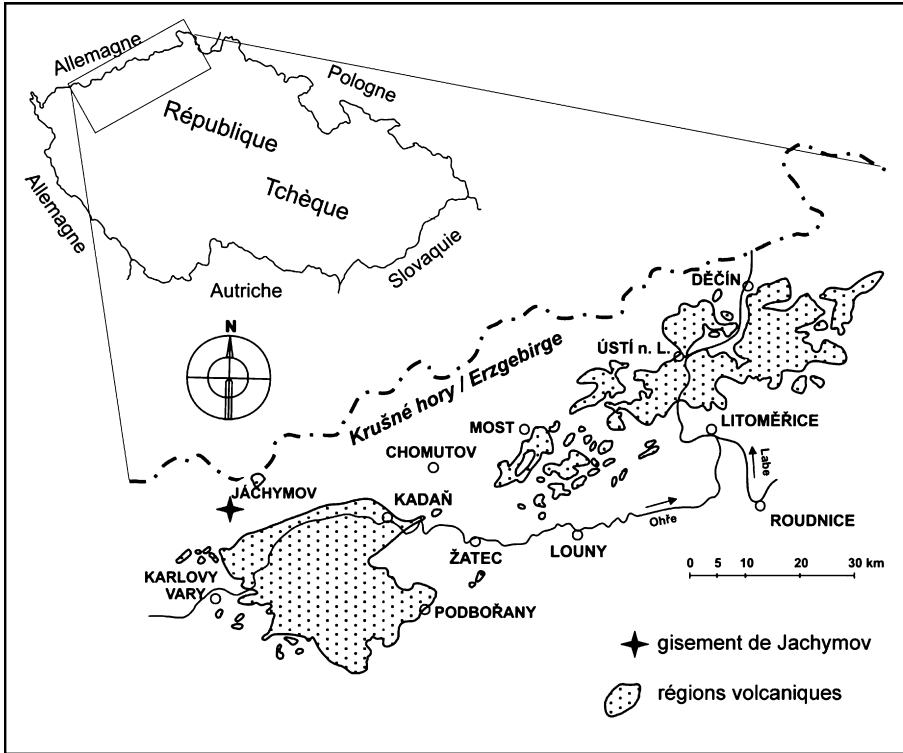 Allemagne
Pologne
République
Tchèque
Allemagne
Slovaquie
Autriche
N
Krušné hory / Erzgebirge
DĚČÍN
ÚSTÍ n. L.
MOST
LITOMĚŘICE
CHOMUTOV
JÁCHYMOV
Labe
KADAŇ
ROUDNICE
Ohře
ŽATEC
LOUNY
KARLOVY
VARY
PODBOŘANY
0 5 10 20 30 km
gisement de Jachymov
régions volcaniques